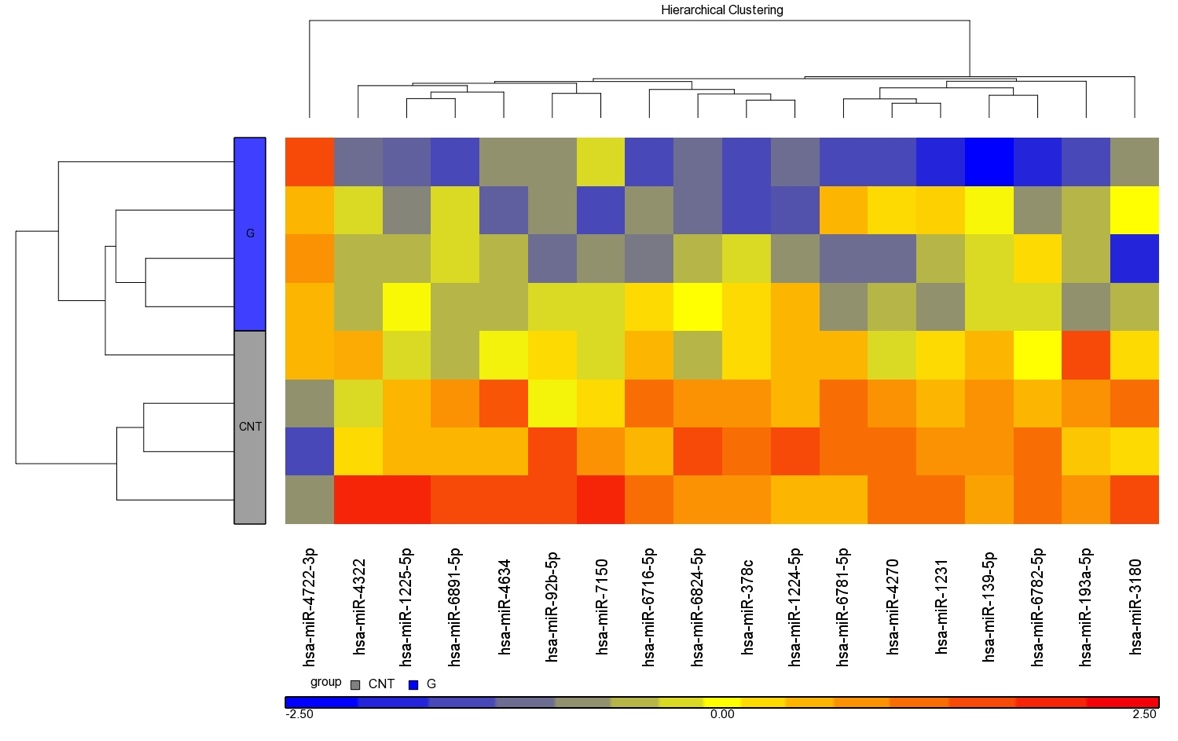 Hierarchical Clustering
G
CNT
hsa-miR-4722-3p
hsa-miR-4322
hsa-miR-1225-5p
hsa-miR-6891-5p
hsa-miR-4634
hsa-miR-92b-5p
hsa-miR-7150
hsa-miR-6716-5p
hsa-miR-6824-5p
hsa-miR-378c
hsa-miR-1224-5p
hsa-miR-6781-5p
hsa-miR-4270
hsa-miR-1231
hsa-miR-139-5p
hsa-miR-6782-5p
hsa-miR-193a-5p
hsa-miR-3180
group CNT G
-2.50 0.00 2.50